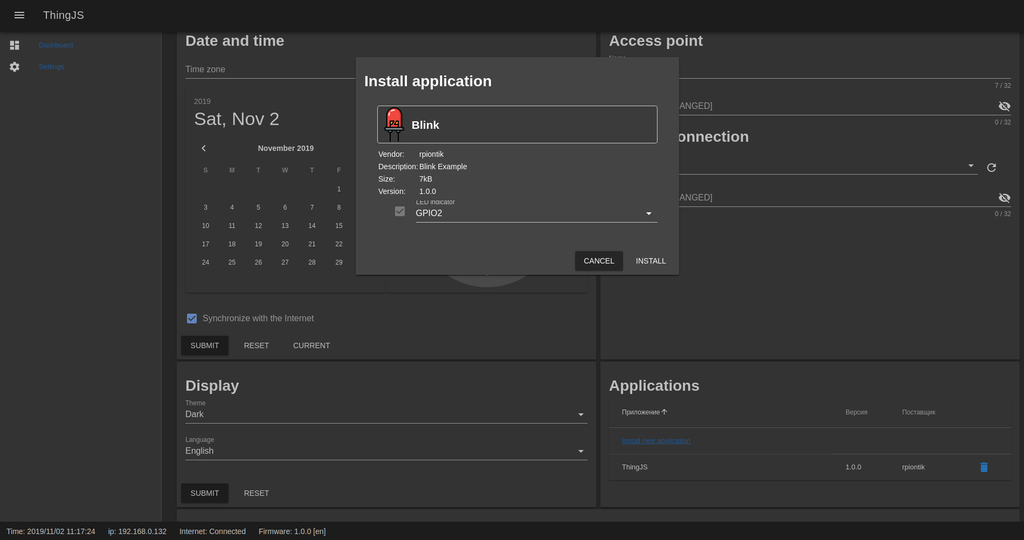 ThingJS
Dashboard
Settings
Date and time
Time zone
2019
Sat, Nov 2
November 2019
S M T W T F
1
3 4 5 6 7 8
10 11 12 13 14 15
17 18 19 20 21 22
24 25 26 27 28 29
Synchronize with the Internet
SUBMIT RESET CURRENT
Access point
7 / 32
ANGED]
0 / 32
onnection
ANGED]
0 / 32
Install application
Blink
Vendor: rpiontik
Description: Blink Example
Size: 7kB
Version: 1.0.0
LED indicator
GPIO2
CANCEL INSTALL
Display
Theme
Dark
Language
English
SUBMIT RESET
Applications
Приложение Версия Поставщик
Install new application
ThingJS 1.0.0 rpiontik
Time: 2019/11/02 11:17:24 ip: 192.168.0.132 Internet: Connected Firmware: 1.0.0 [en]